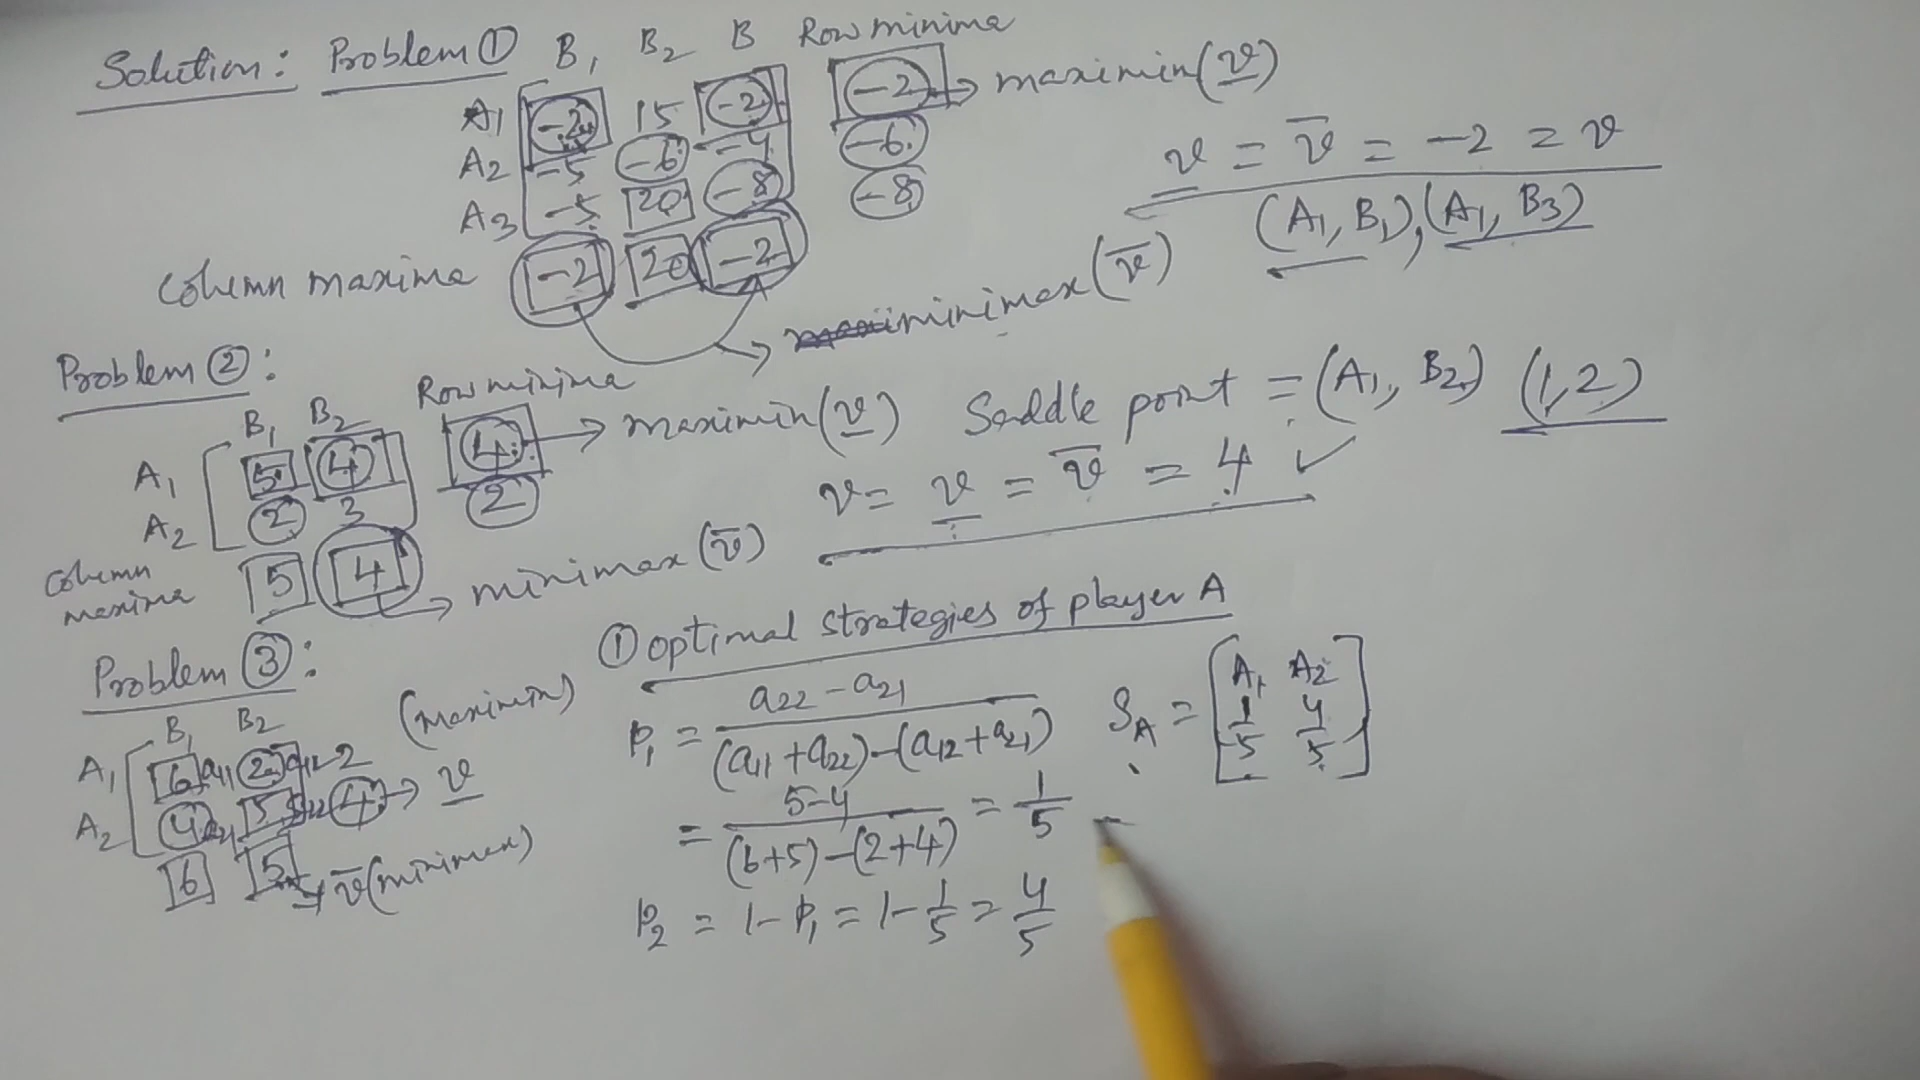 Solution: Problem ①
B₁ B₂ B Row minima
A1 -2 15 -2 -2 → maximin(v̲)
A2 -5 -6 -4 -6
A3 -5 20 -8 -8
column maxima -2 20 -2
→ minimax (v̅)
v̲ = v̅ = -2 = v
(A₁, B₁), (A₁, B3)
Problem ②:
B₁ B₂ Row minima
A₁ 5 4 4 → maximin(v̲)
A₂ 2 3 2
column maxima 5 4 → minimax (v̅)
Saddle point = (A₁, B₂) (1,2)
v = v̲ = v̅ = 4 ✓
Problem ③:
B₁ B₂ (maximin)
A₁ 6 a₁₁ 2 a₁₂ 2
A₂ 4 a₂₁ 5 4 → v̲
6 5 → v̅ (minimax)
① optimal strategies of player A
P₁ = a₂₂ - a₂₁ / (a₁₁ + a₂₂) - (a₁₂ + a₂₁)
= 5-4 / (6+5) - (2+4) = 1/5
P₂ = 1 - P₁ = 1 - 1/5 = 4/5
S_A = [A₁ A₂
1/5 4/5]